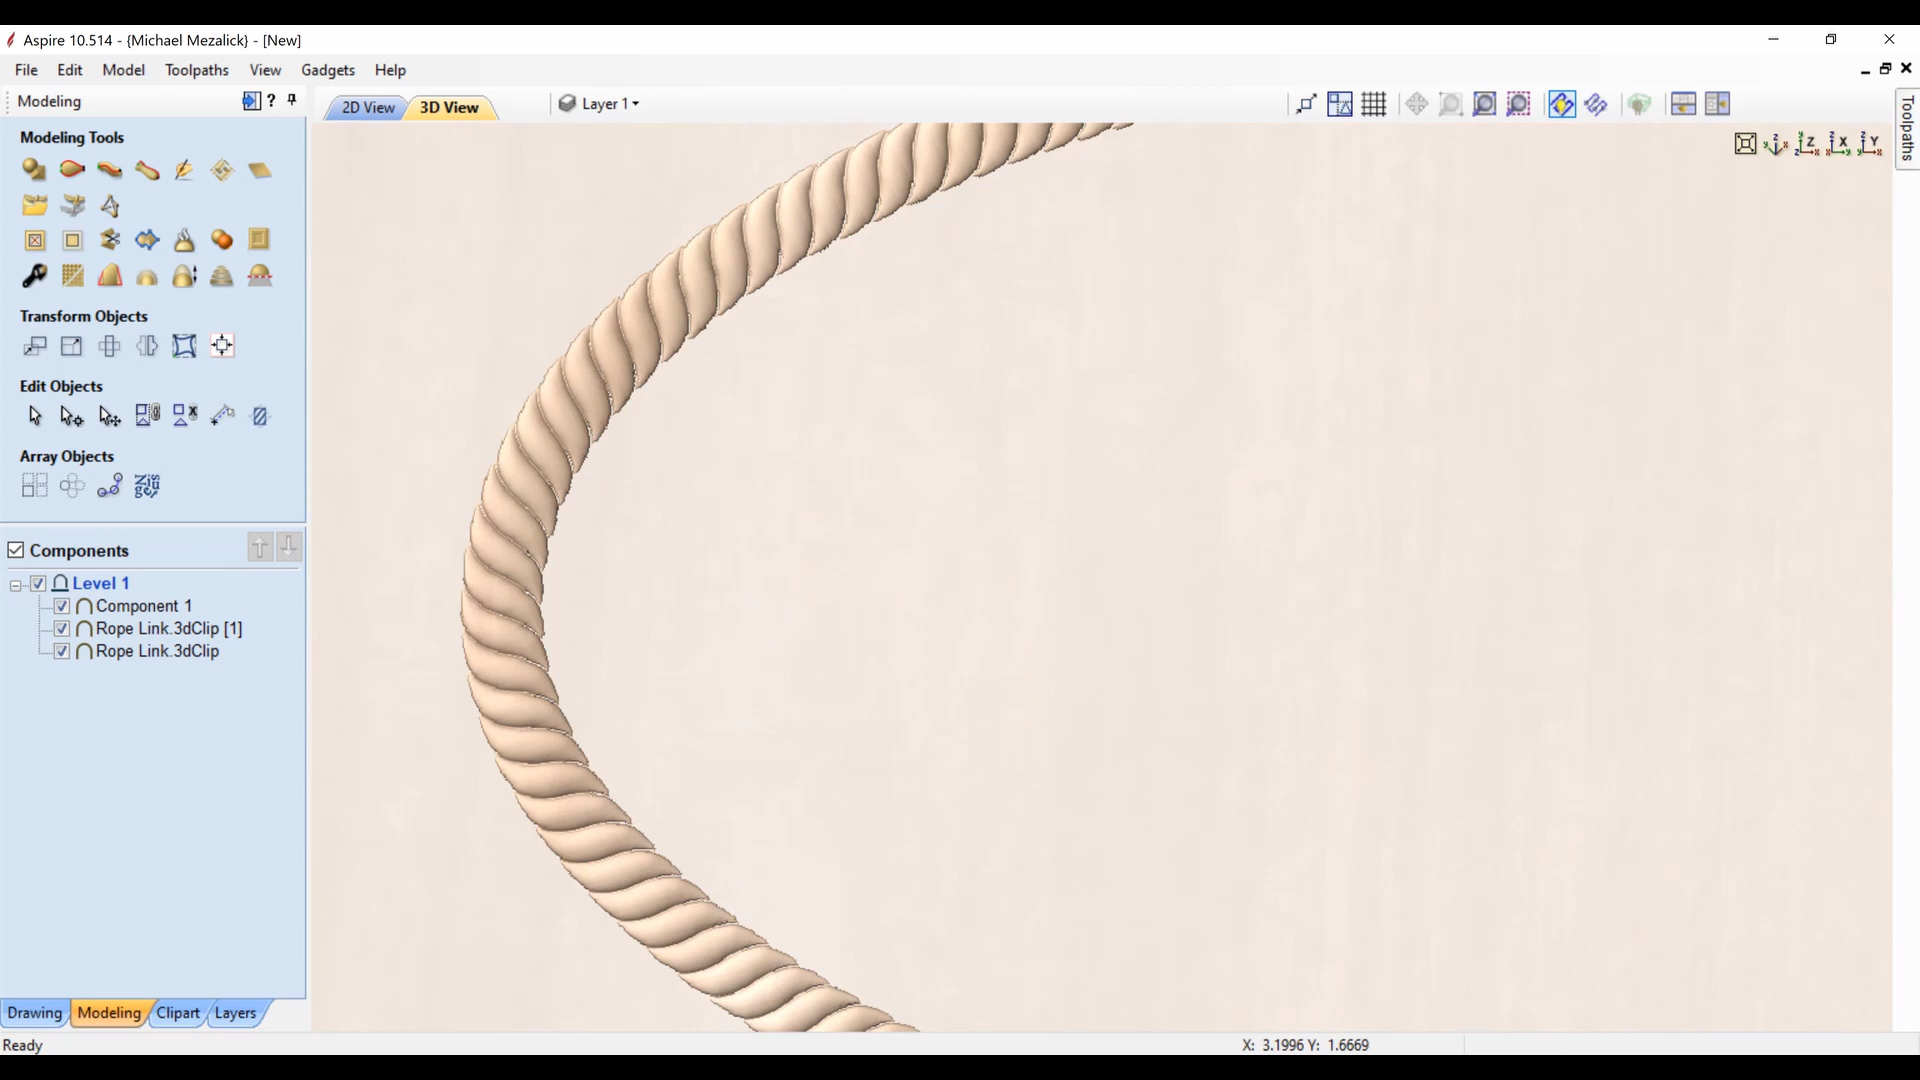 Aspire 10.514 - {Michael Mezalick} - [New]
File Edit Model Toolpaths View Gadgets Help
Modeling ?
2D View 3D View Layer 1
Toolpaths
Modeling Tools
Transform Objects
Edit Objects
Array Objects
Components
Level 1
Component 1
Rope Link.3dClip [1]
Rope Link.3dClip
Drawing Modeling Clipart Layers
Ready X: 3.1996 Y: 1.6669